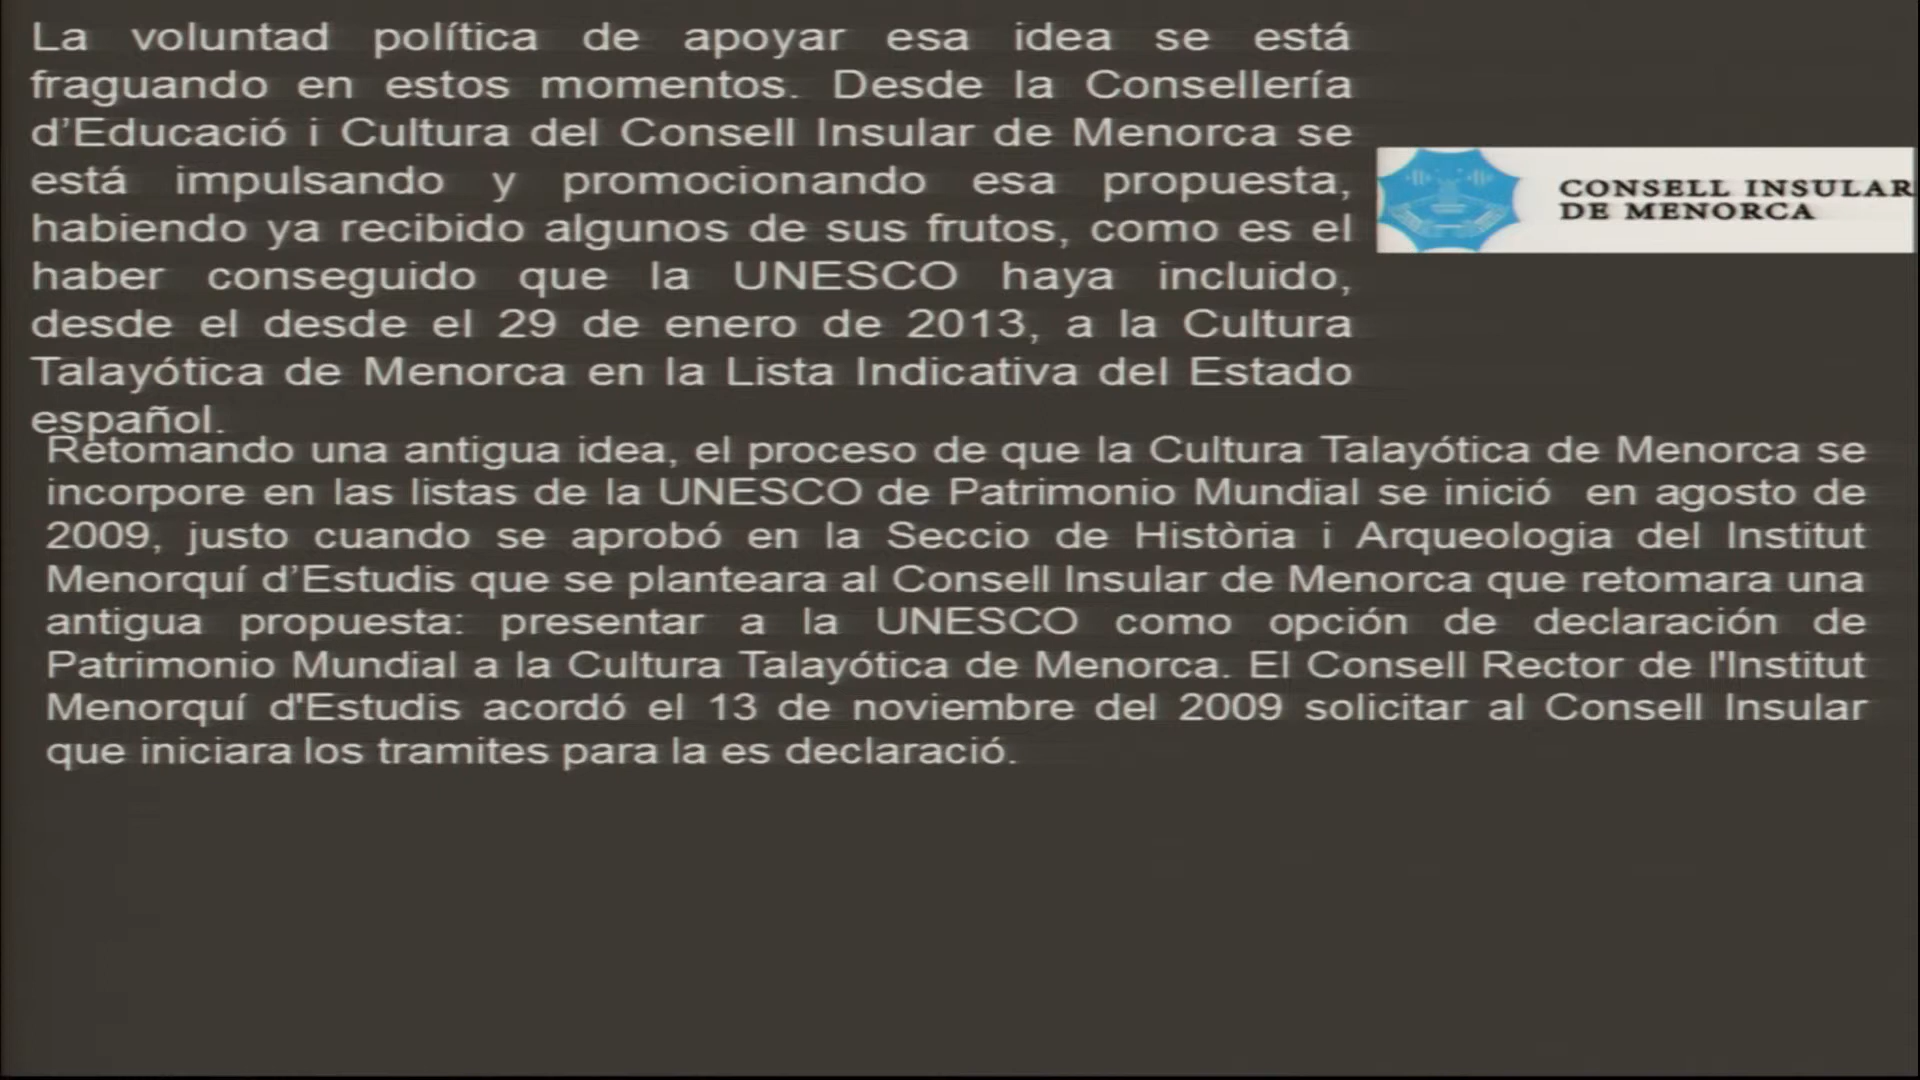 La voluntad política de apoyar esa idea se está
fraguando en estos momentos. Desde la Consellería
d’Educació i Cultura del Consell Insular de Menorca se
está impulsando y promocionando esa propuesta,
habiendo ya recibido algunos de sus frutos, como es el
haber conseguido que la UNESCO haya incluido,
desde el desde el 29 de enero de 2013, a la Cultura
Talayótica de Menorca en la Lista Indicativa del Estado
español.
CONSELL INSULAR
DE MENORCA
Retomando una antigua idea, el proceso de que la Cultura Talayótica de Menorca se
incorpore en las listas de la UNESCO de Patrimonio Mundial se inició en agosto de
2009, justo cuando se aprobó en la Seccio de Història i Arqueologia del Institut
Menorquí d’Estudis que se planteara al Consell Insular de Menorca que retomara una
antigua propuesta: presentar a la UNESCO como opción de declaración de
Patrimonio Mundial a la Cultura Talayótica de Menorca. El Consell Rector de l'Institut
Menorquí d'Estudis acordó el 13 de noviembre del 2009 solicitar al Consell Insular
que iniciara los tramites para la es declaració.